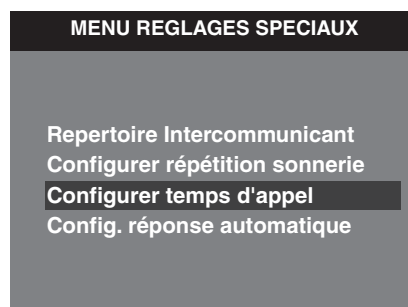 MENU REGLAGES SPECIAUX
Repertoire Intercommunicant
Configurer répétition sonnerie
Configurer temps d'appel
Config. réponse automatique